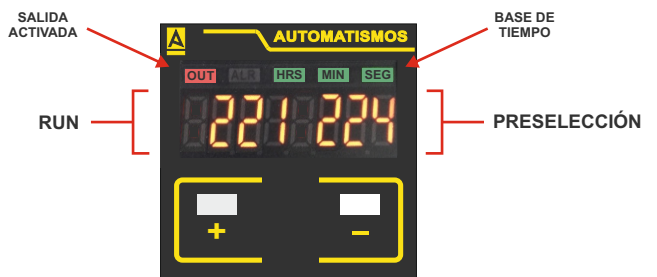 SALIDA
ACTIVADA
BASE DE
TIEMPO
A AUTOMATISMOS
OUT ALR HRS MIN SEG
RUN
221 224
PRESELECCIÓN
+ −